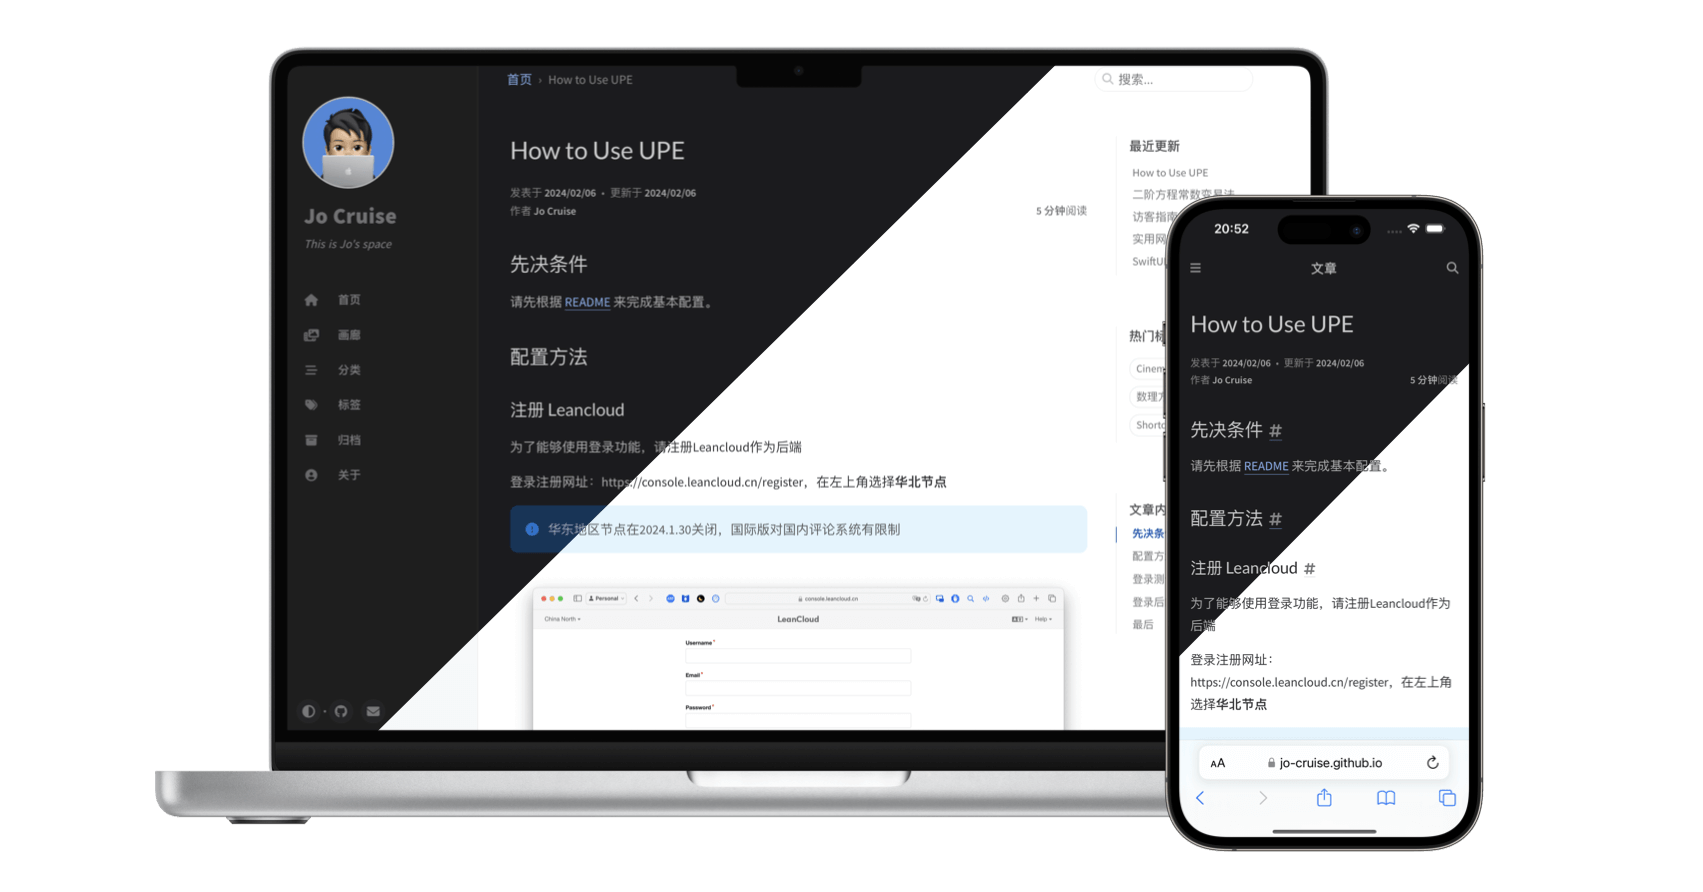 首页 › How to Use UPE
搜索...
Jo Cruise
This is Jo's space
首页
画廊
分类
标签
归档
关于
How to Use UPE
发表于 2024/02/06 • 更新于 2024/02/06
作者 Jo Cruise
5 分钟阅读
先决条件
请先根据 README 来完成基本配置。
配置方法
注册 Leancloud
为了能够使用登录功能，请注册Leancloud作为后端
登录注册网址：https://console.leancloud.cn/register，在左上角选择华北节点
华东地区节点在2024.1.30关闭，国际版对国内评论系统有限制
Personal
console.leancloud.cn
China North
LeanCloud
Help
Username *
Email *
Password *
最近更新
How to Use UPE
二阶方程常数变易法
访客指南
实用网
SwiftU
热门标
Cinem
数理方
Shortc
文章内
先决条
配置方
登录测
登录后
最后
20:52
文章
How to Use UPE
发表于 2024/02/06 • 更新于 2024/02/06
作者 Jo Cruise
5 分钟阅读
先决条件 #
请先根据 README 来完成基本配置。
配置方法 #
注册 Leancloud #
为了能够使用登录功能，请注册Leancloud作为
后端
登录注册网址：
https://console.leancloud.cn/register，在左上角
选择华北节点
AA
jo-cruise.github.io